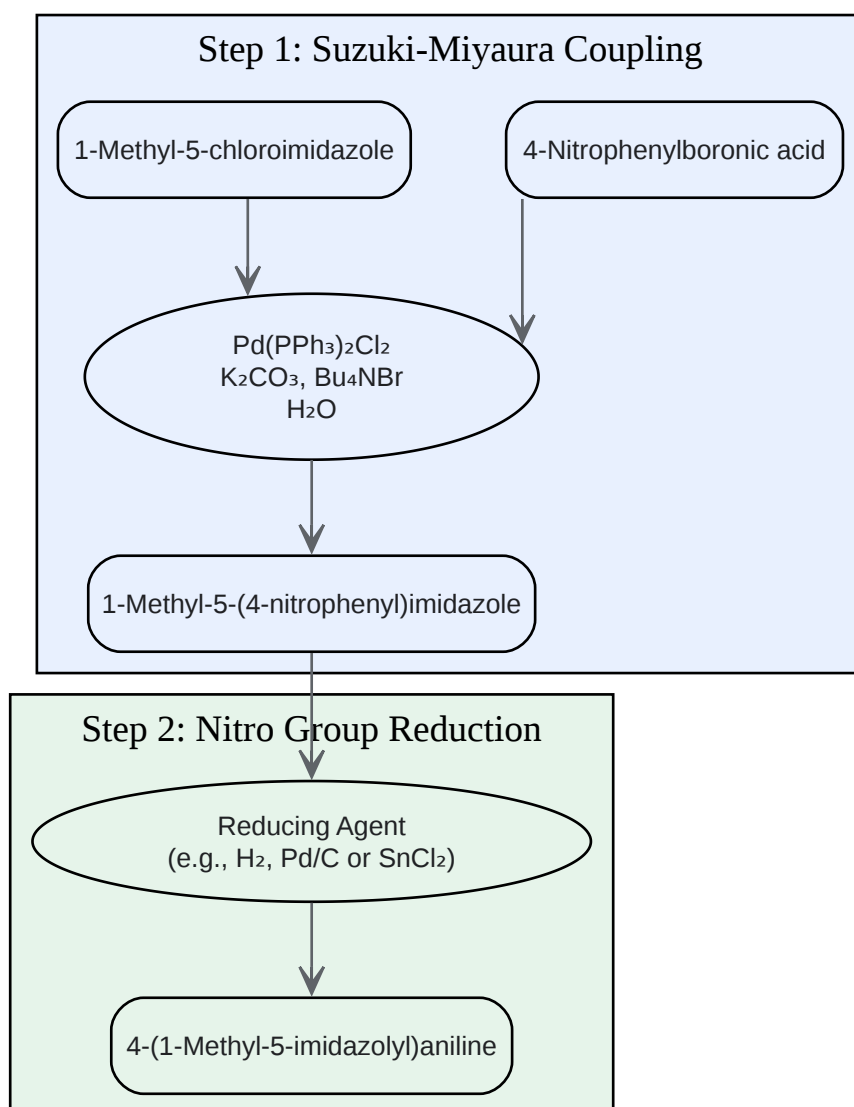 Step 1: Suzuki-Miyaura Coupling
1-Methyl-5-chloroimidazole
4-Nitrophenylboronic acid
Pd(PPh₃)₂Cl₂
K₂CO₃, Bu₄NBr
H₂O
1-Methyl-5-(4-nitrophenyl)imidazole
Step 2: Nitro Group Reduction
Reducing Agent
(e.g., H₂, Pd/C or SnCl₂)
4-(1-Methyl-5-imidazolyl)aniline